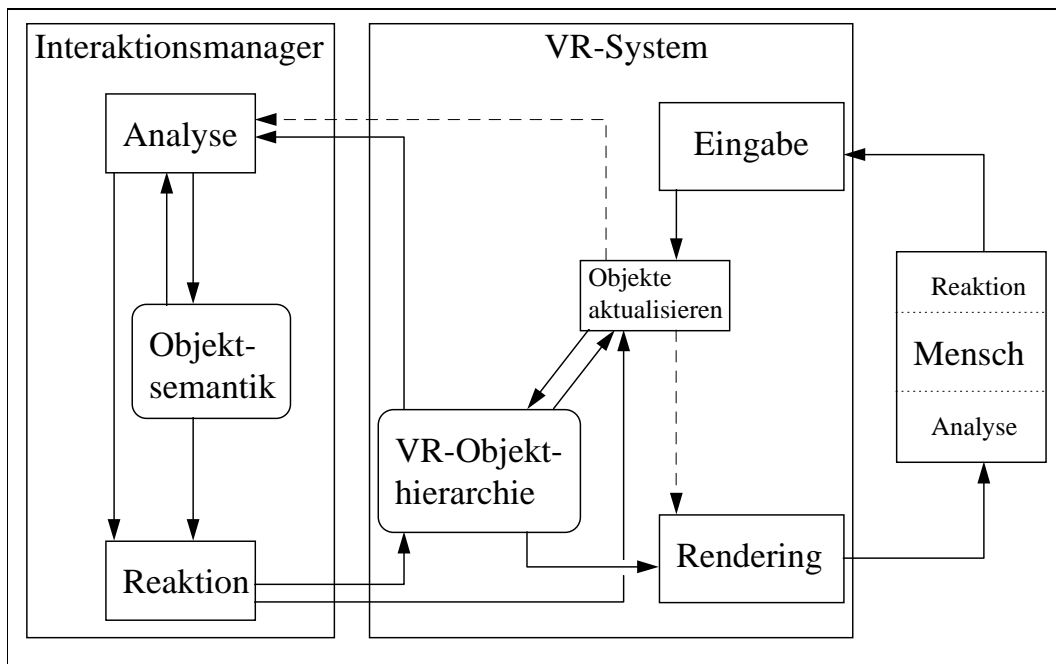 Interaktionsmanager
Analyse
Objekt-
semantik
Reaktion
VR-System
Eingabe
Objekte
aktualisieren
VR-Objekt-
hierarchie
Rendering
Reaktion
Mensch
Analyse